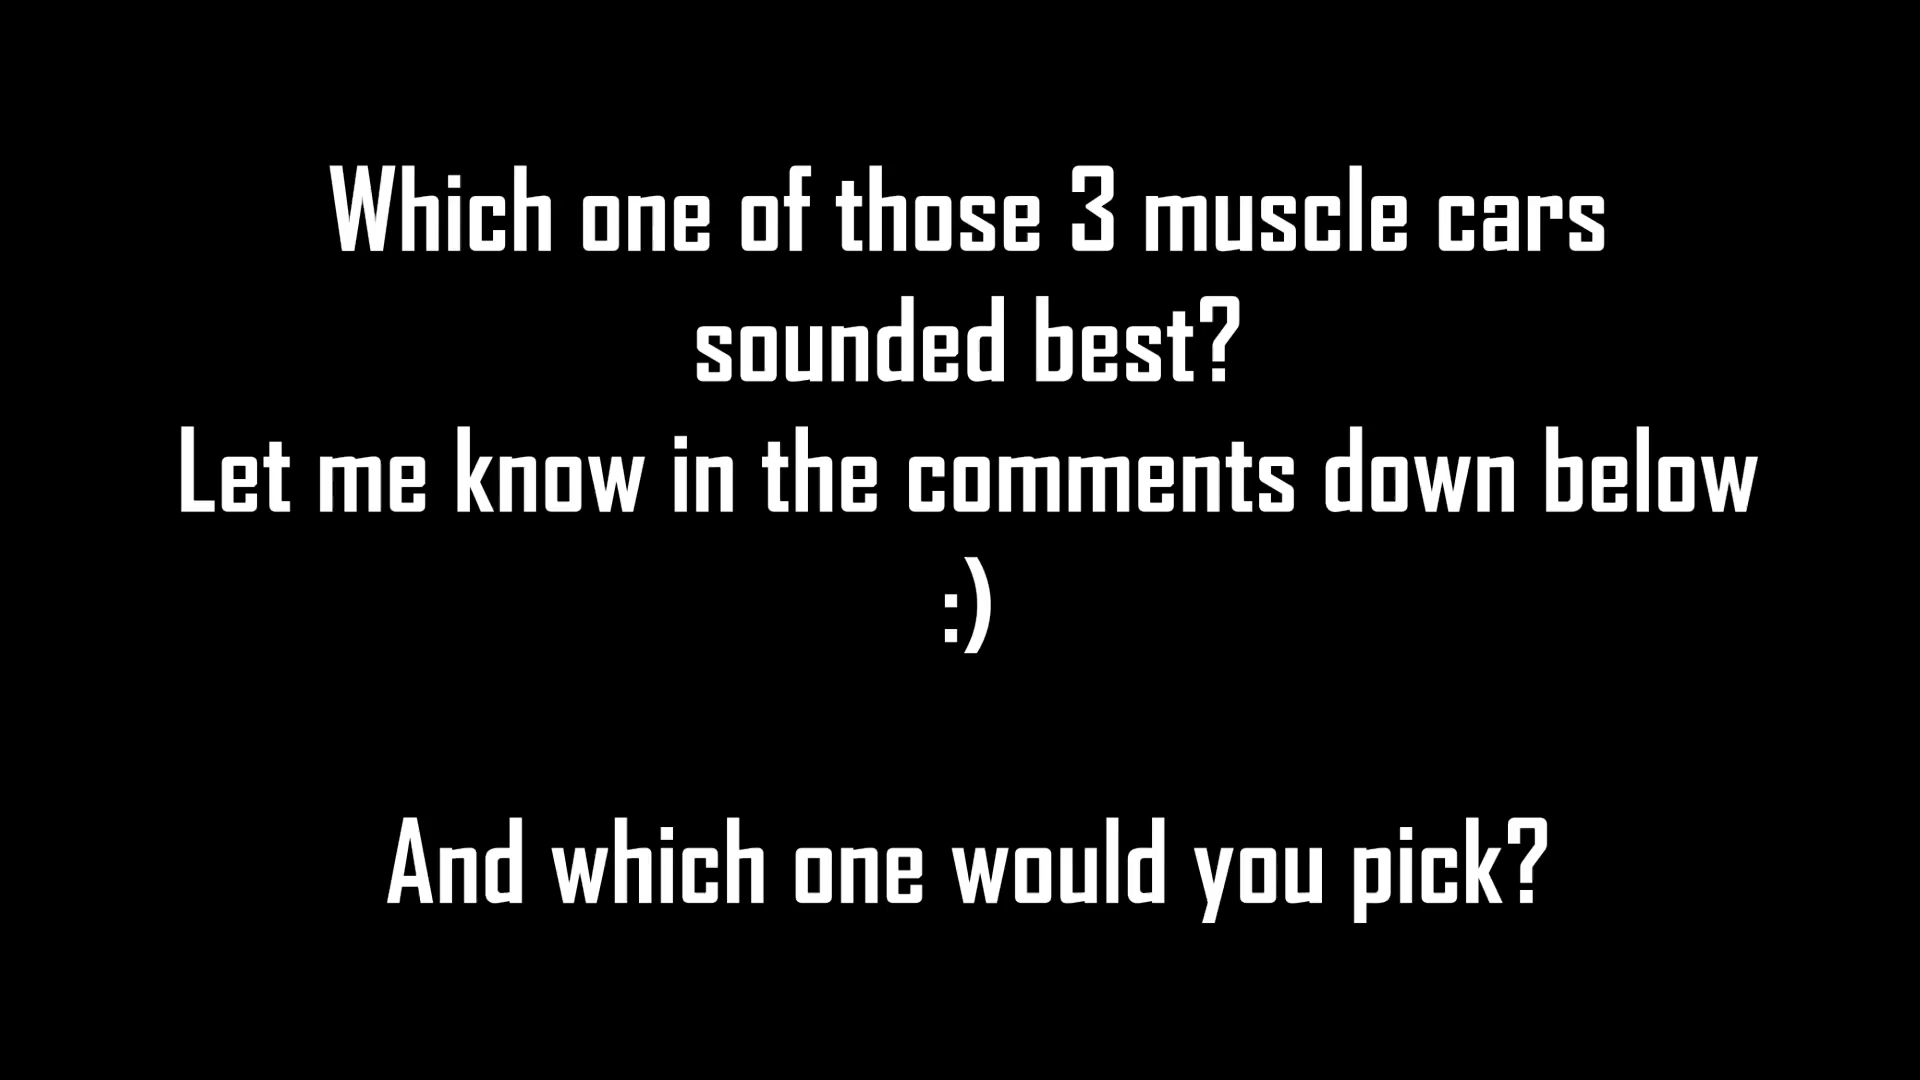 Which one of those 3 muscle cars
sounded best?
Let me know in the comments down below
:)
And which one would you pick?